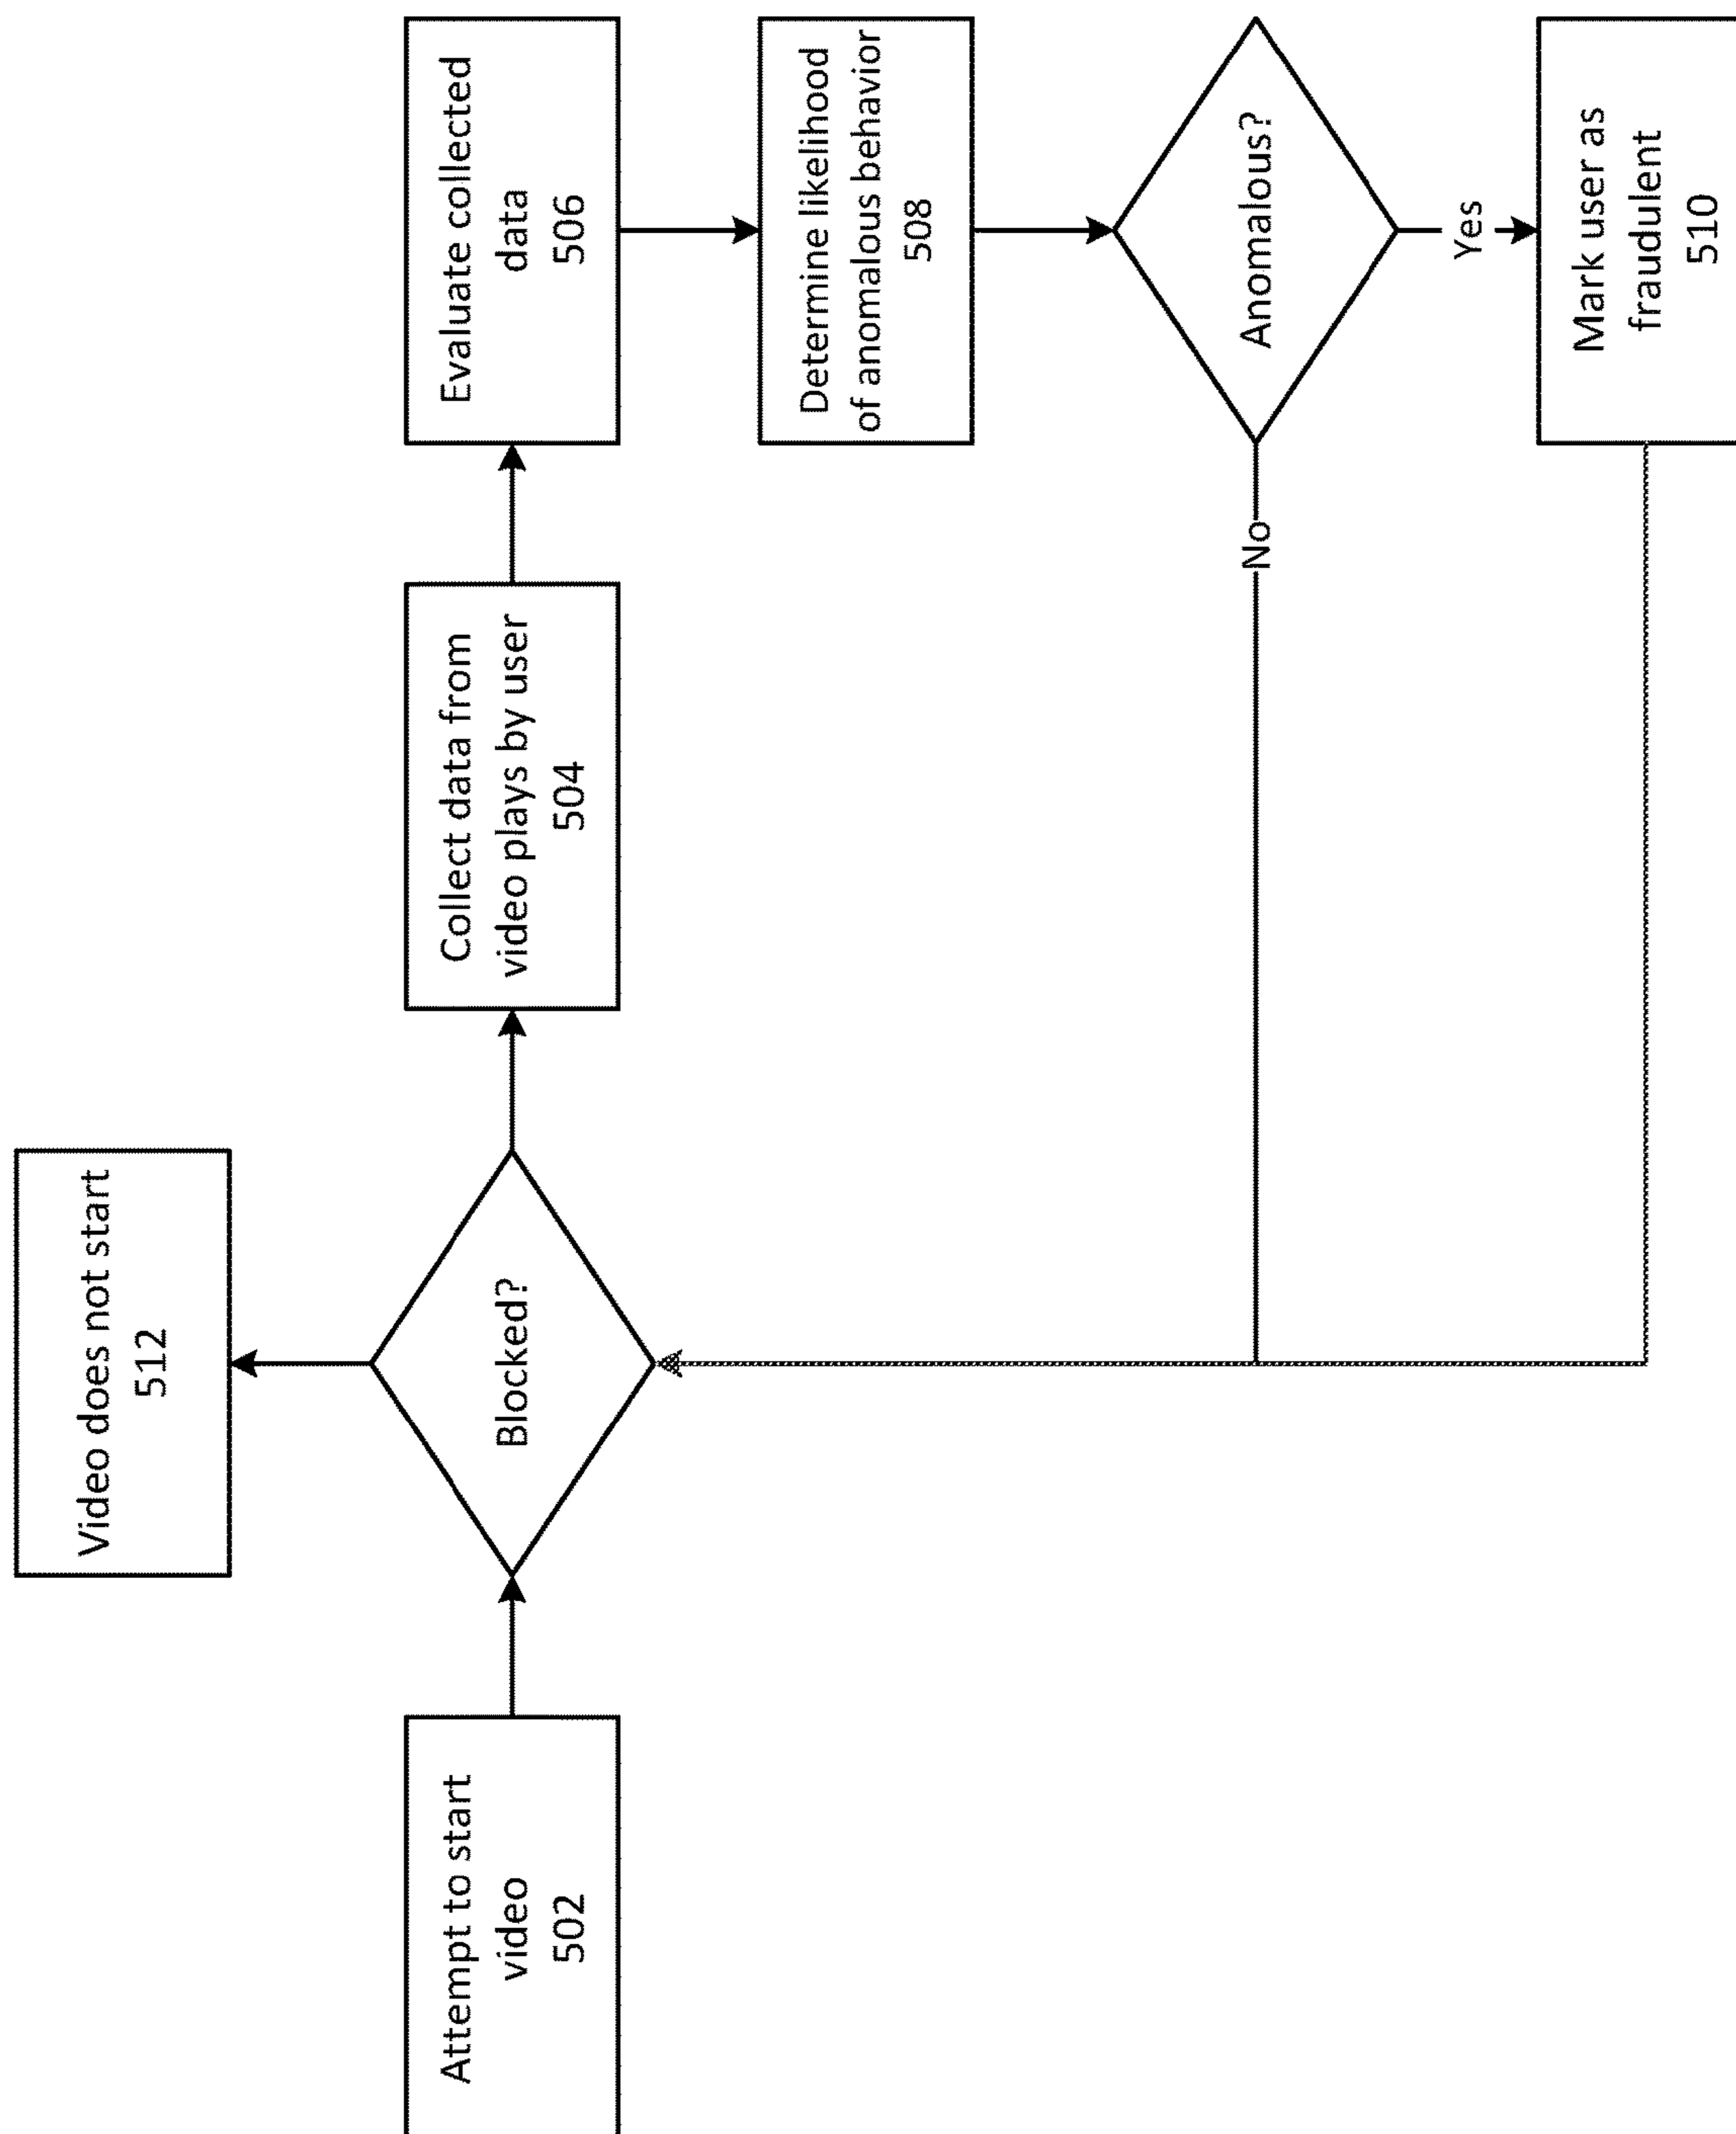 Attempt to start
video
502
Blocked?
Video does not start
512
Collect data from
video plays by user
504
Evaluate collected
data
506
Determine likelihood
of anomalous behavior
508
Anomalous?
No
Yes
Mark user as
fraudulent
510